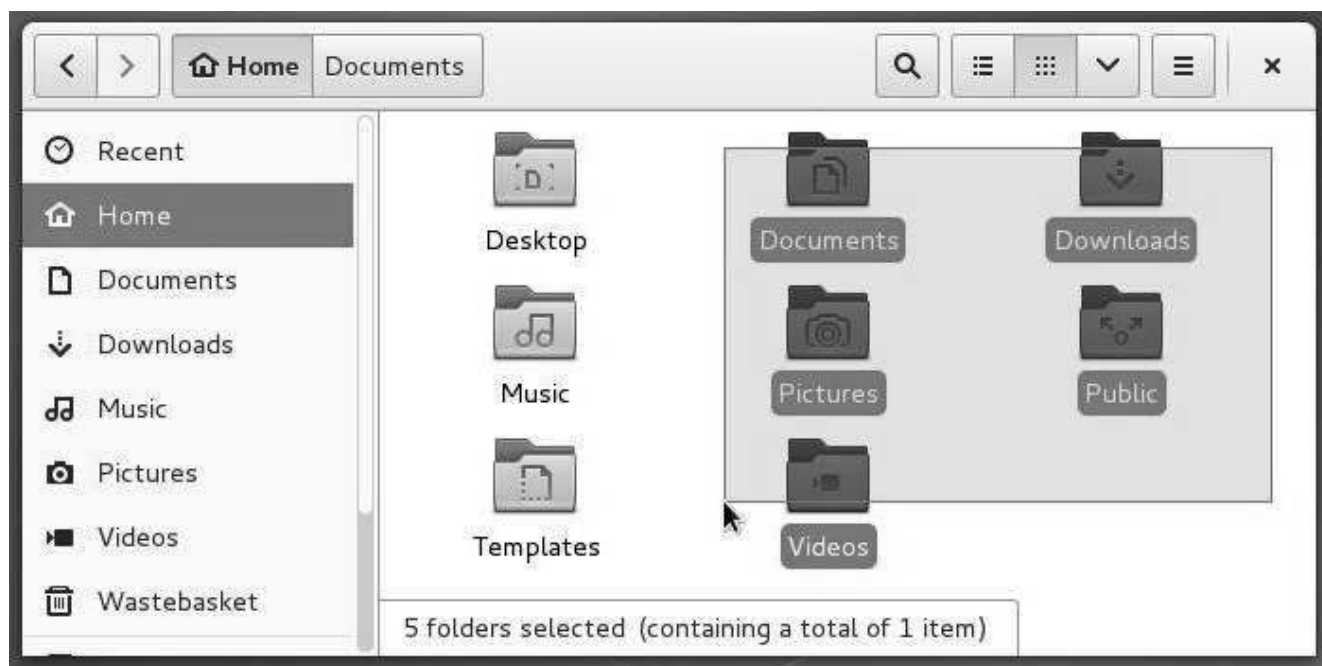 Home Documents
Recent
Home
Documents
Downloads
Music
Pictures
Videos
Wastebasket
Desktop Documents Downloads
Music Pictures Public
Templates Videos
5 folders selected (containing a total of 1 item)